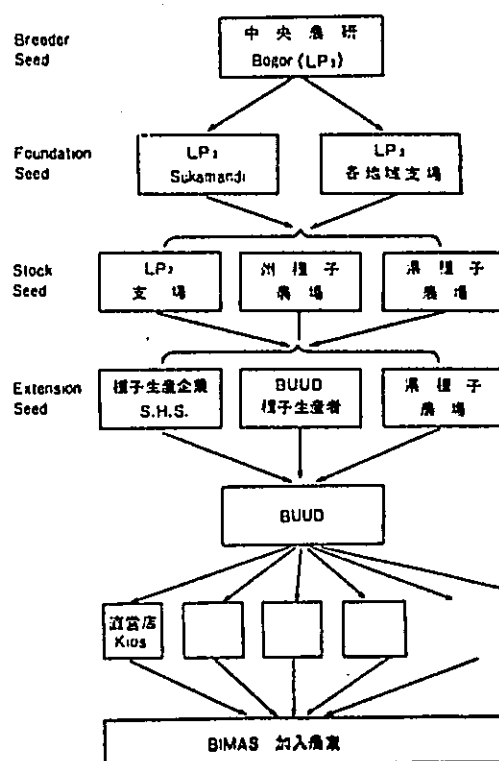 Breeder
Seed
中央農研
Bogor (LP₃)
Foundation
Seed
LP₃
Sukamandi
LP₃
各地域支場
Stock
Seed
LP₃
支場
州種子
農場
県種子
農場
Extension
Seed
種子生産企業
S.H.S.
BUUD
種子生産者
県種子
農場
BUUD
直営店
Kios
BIMAS 加入農家